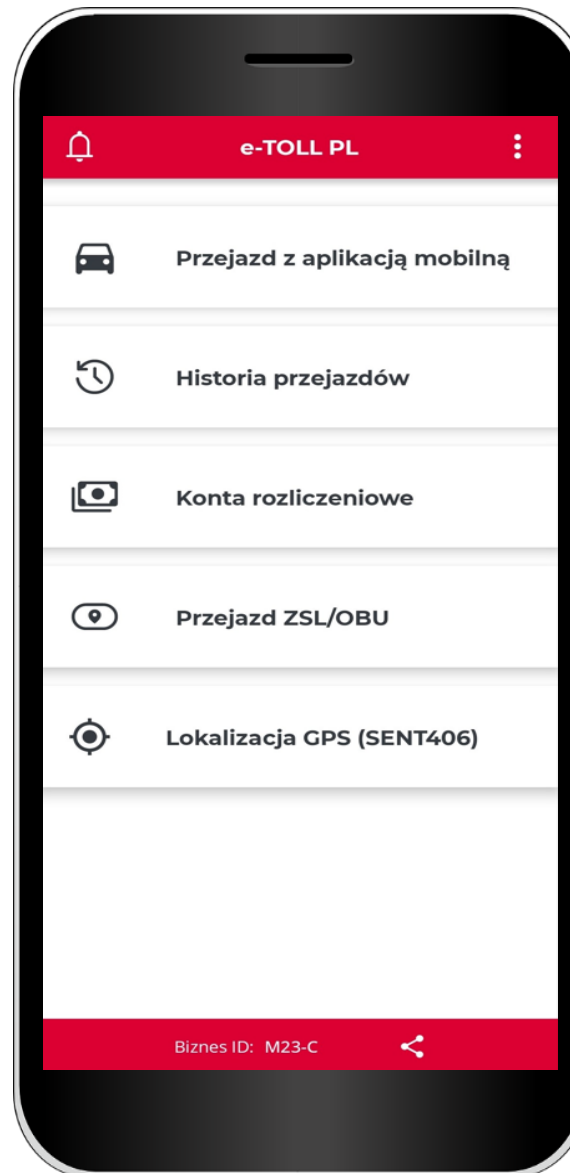 e-TOLL PL
Przejazd z aplikacją mobilną
Historia przejazdów
Konta rozliczeniowe
Przejazd ZSL/OBU
Lokalizacja GPS (SENT406)
Biznes ID: M23-C